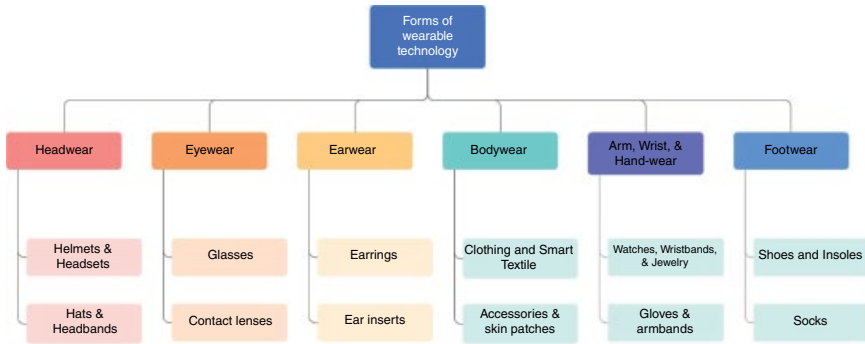 Forms of
wearable
technology
Headwear
Eyewear
Earwear
Bodywear
Arm, Wrist, &
Hand-wear
Footwear
Helmets &
Headsets
Glasses
Earrings
Clothing and Smart
Textile
Watches, Wristbands,
& Jewelry
Shoes and Insoles
Hats &
Headbands
Contact lenses
Ear inserts
Accessories &
skin patches
Gloves &
armbands
Socks